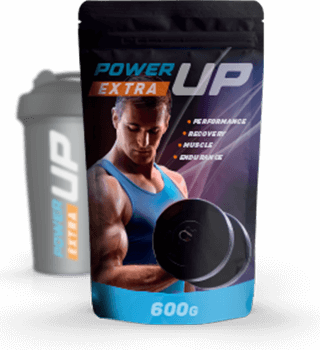 POWER
EXTRA
UP
PERFORMANCE
RECOVERY
MUSCLE
ENDURANCE
600G
POWER
EXTRA
UP